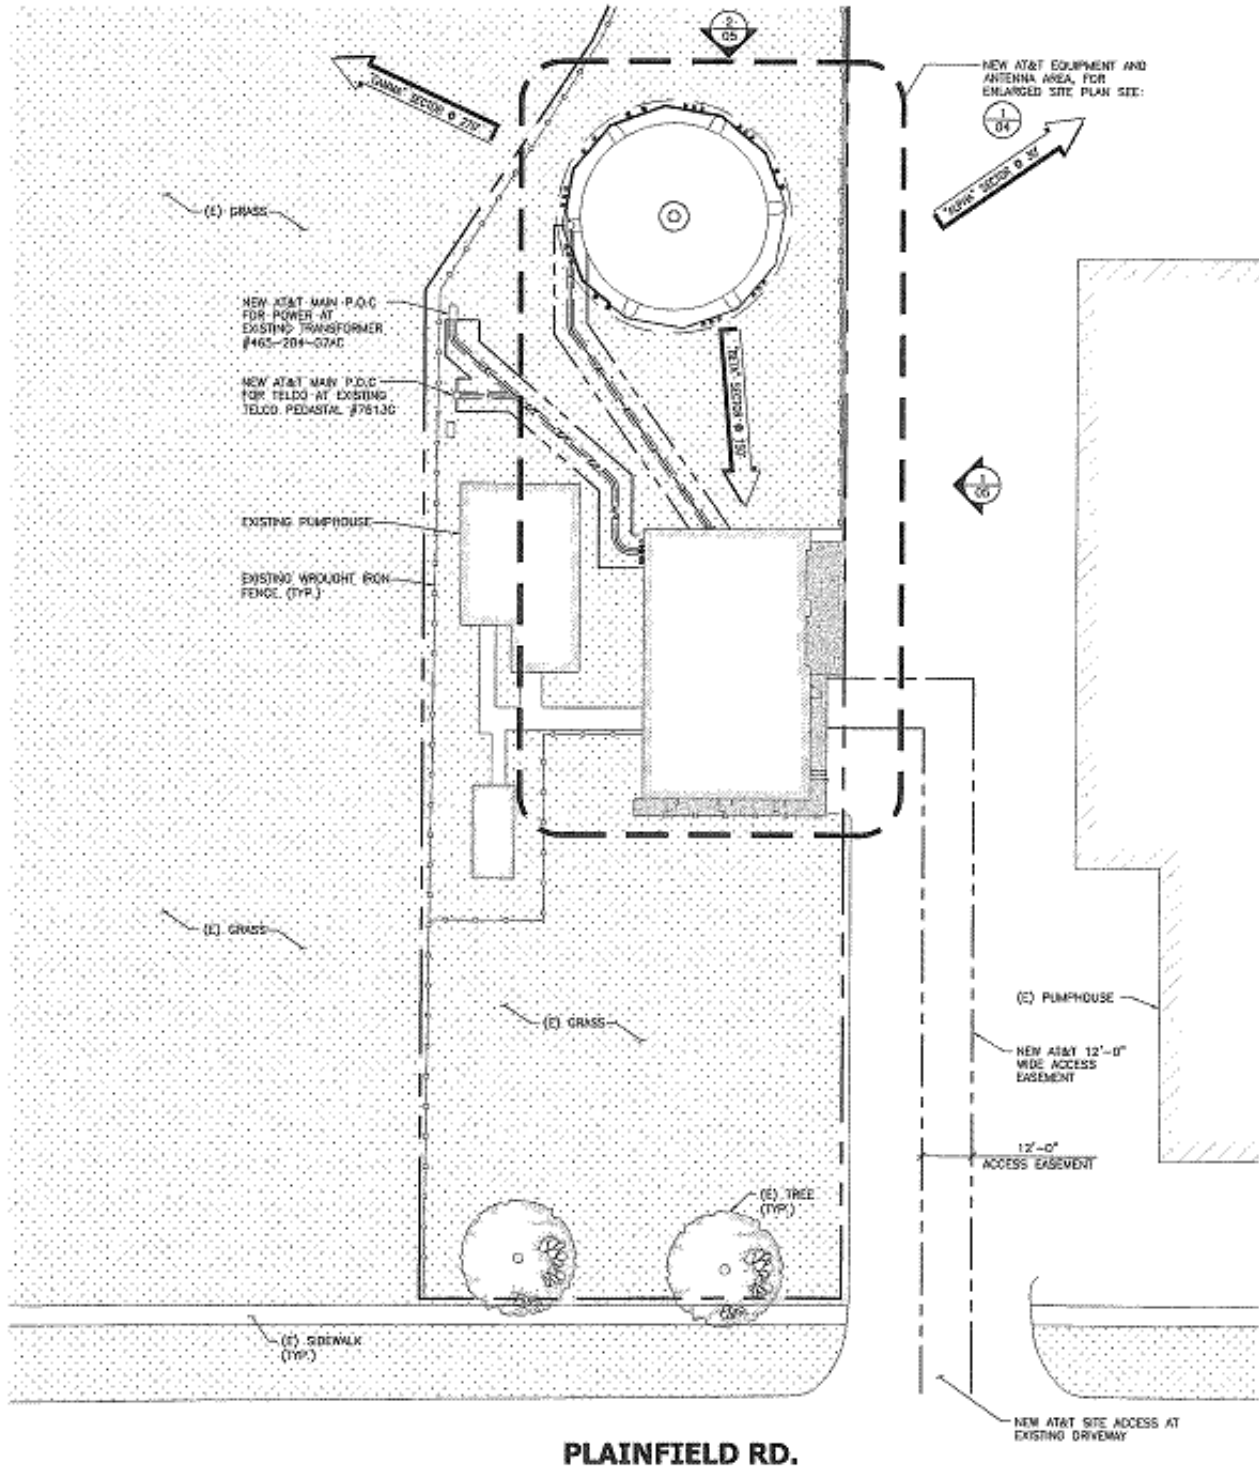 2
05
NEW AT&T EQUIPMENT AND
ANTENNA AREA, FOR
ENLARGED SITE PLAN SEE:
1
04
"GAMMA" SECTOR @ 270°
"ALPHA" SECTOR @ 30°
(E) GRASS
NEW AT&T MAIN P.O.C
FOR POWER AT
EXISTING TRANSFORMER
NEW AT&T MAIN P.O.C
FOR TELCO AT EXISTING
TELCO PEDASTAL #7613C
"BETA" SECTOR @ 150°
1
05
EXISTING PUMPHOUSE
EXISTING WROUGHT IRON
FENCE (TYP.)
(E) GRASS
(E) GRASS
(E) PUMPHOUSE
NEW AT&T 12'-0"
WIDE ACCESS
EASEMENT
12'-0"
ACCESS EASEMENT
(E) TREE
(TYP.)
(E) SIDEWALK
(TYP.)
NEW AT&T SITE ACCESS AT
EXISTING DRIVEWAY
PLAINFIELD RD.